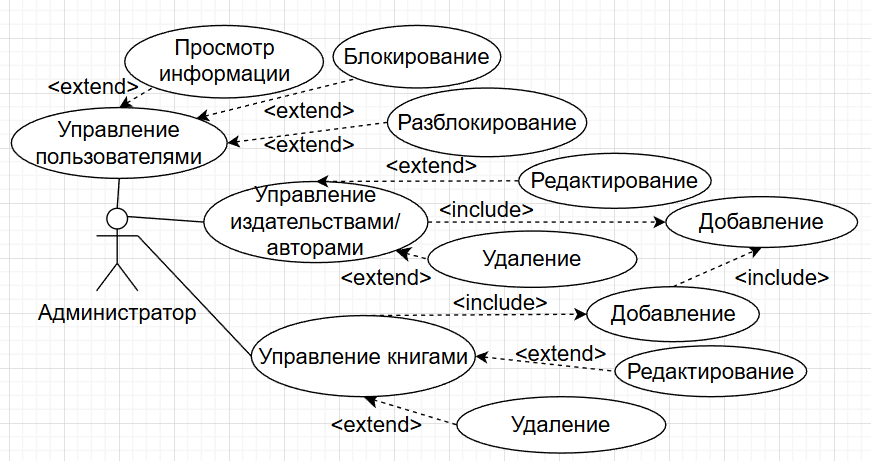 Просмотр
информации
Блокирование
<extend>
<extend>
Управление
пользователями
Разблокирование
<extend>
<extend>
Редактирование
Управление
издательствами/
авторами
<include>
Добавление
Удаление
<extend>
<include>
Администратор
<include>
Добавление
Управление книгами
<extend>
Редактирование
<extend>
Удаление